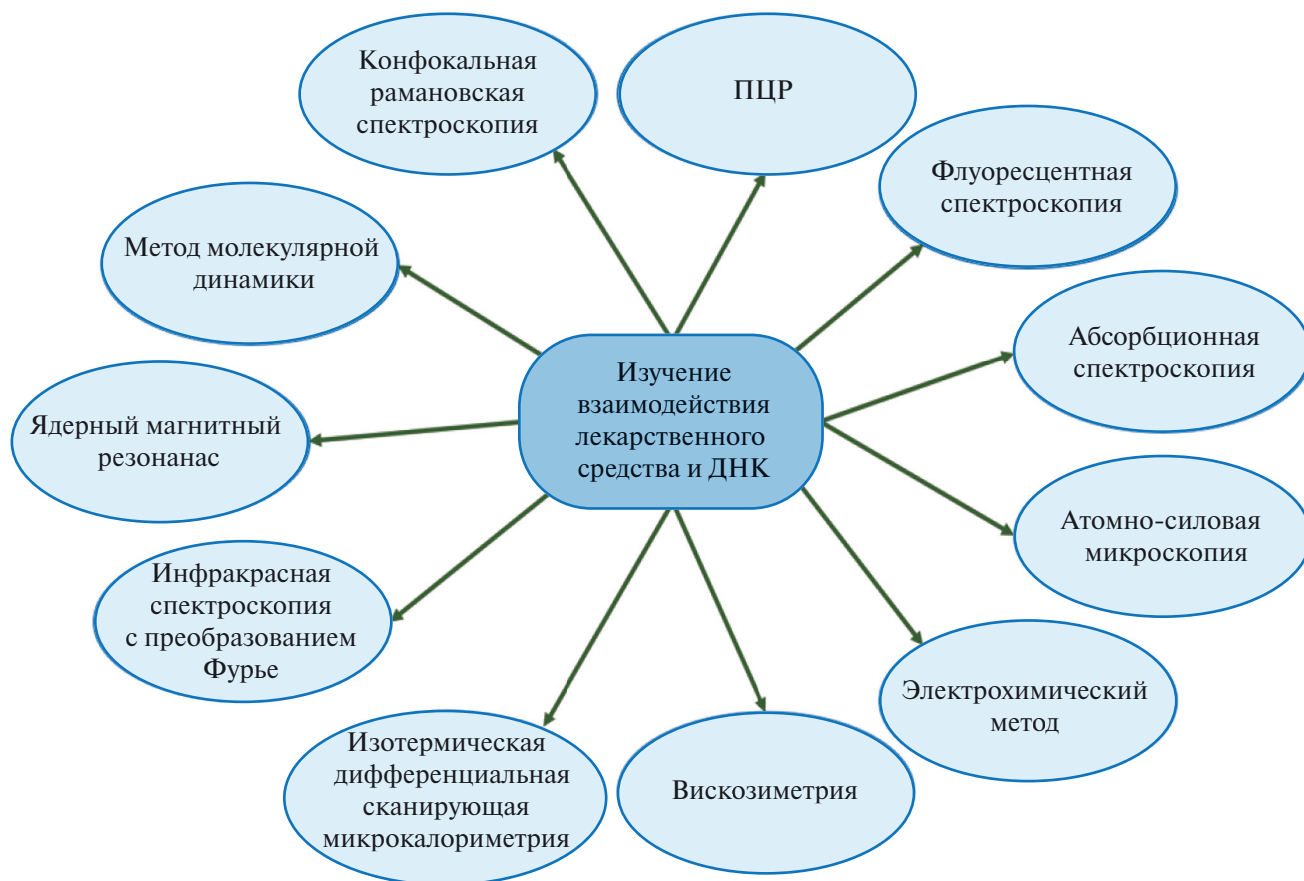 Конфокальная
рамановская
спектроскопия
ПЦР
Флуоресцентная
спектроскопия
Метод молекулярной
динамики
Абсорбционная
спектроскопия
Изучение
взаимодействия
лекарственного
средства и ДНК
Ядерный магнитный
резонанас
Атомно-силовая
микроскопия
Инфракрасная
спектроскопия
с преобразованием
Фурье
Электрохимический
метод
Изотермическая
дифференциальная
сканирующая
микрокалориметрия
Вискозиметрия